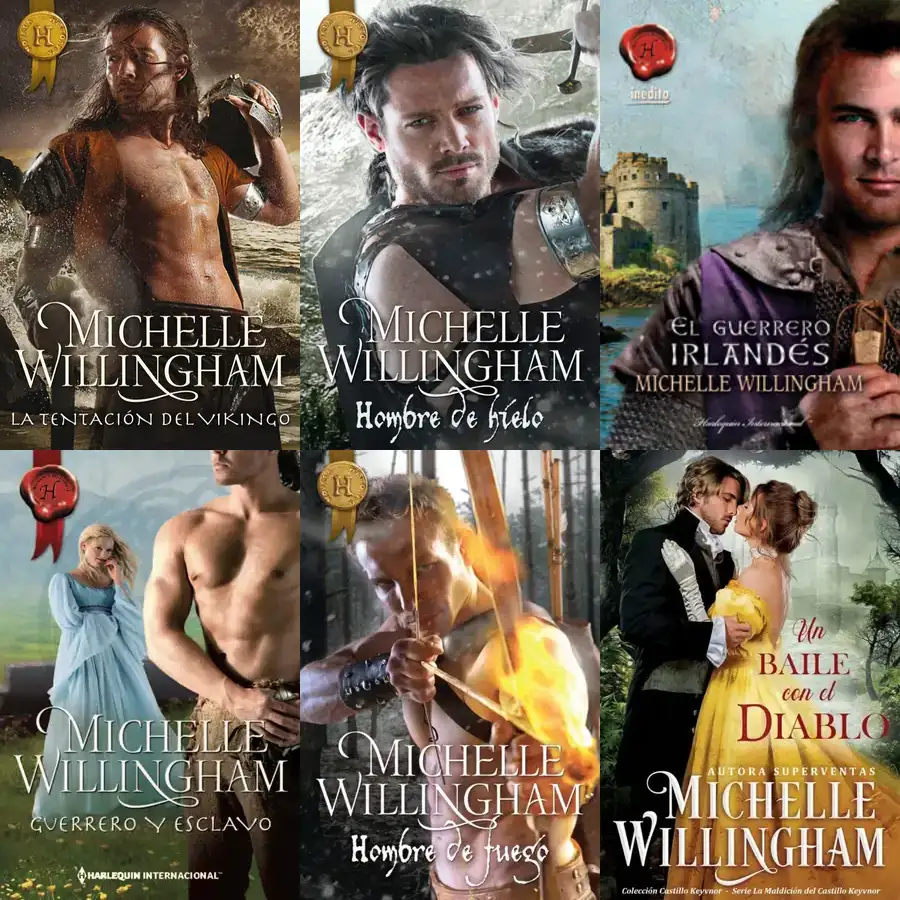 H
MICHELLE
WILLINGHAM
LA TENTACIÓN DEL VIKINGO
H
MICHELLE
WILLINGHAM
Hombre de hielo
H
inédito
EL GUERRERO
IRLANDÉS
MICHELLE WILLINGHAM
Harlequin Internacional
H
MICHELLE
WILLINGHAM
GUERRERO Y ESCLAVO
HARLEQUIN INTERNACIONAL™
H
MICHELLE
WILLINGHAM
Hombre de fuego
Un
BAILE
con el
DIABLO
AUTORA SUPERVENTAS
MICHELLE
WILLINGHAM
Colección Castillo Keyvnor - Serie La Maldición del Castillo Keyvnor